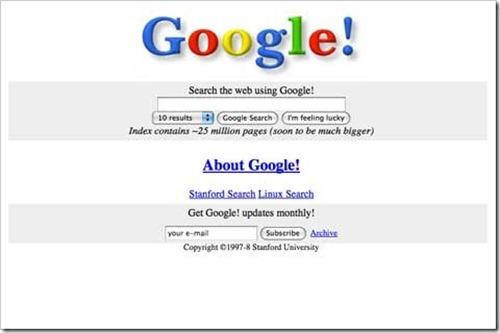 Google!
Search the web using Google!
10 results Google Search I'm feeling lucky
Index contains ~25 million pages (soon to be much bigger)
About Google!
Stanford Search Linux Search
Get Google! updates monthly!
your e-mail Subscribe Archive
Copyright ©1997-8 Stanford University